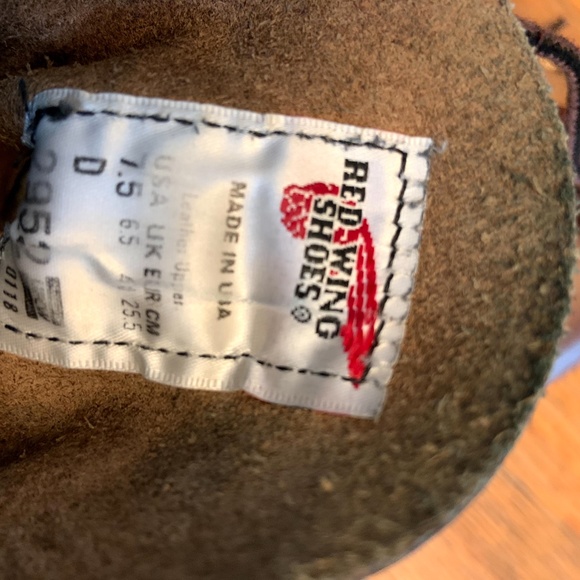 RED WING
SHOES
MADE IN USA
Leather Upper
USA UK EUR CM
7.5 6.5 41 25.5
D
0118